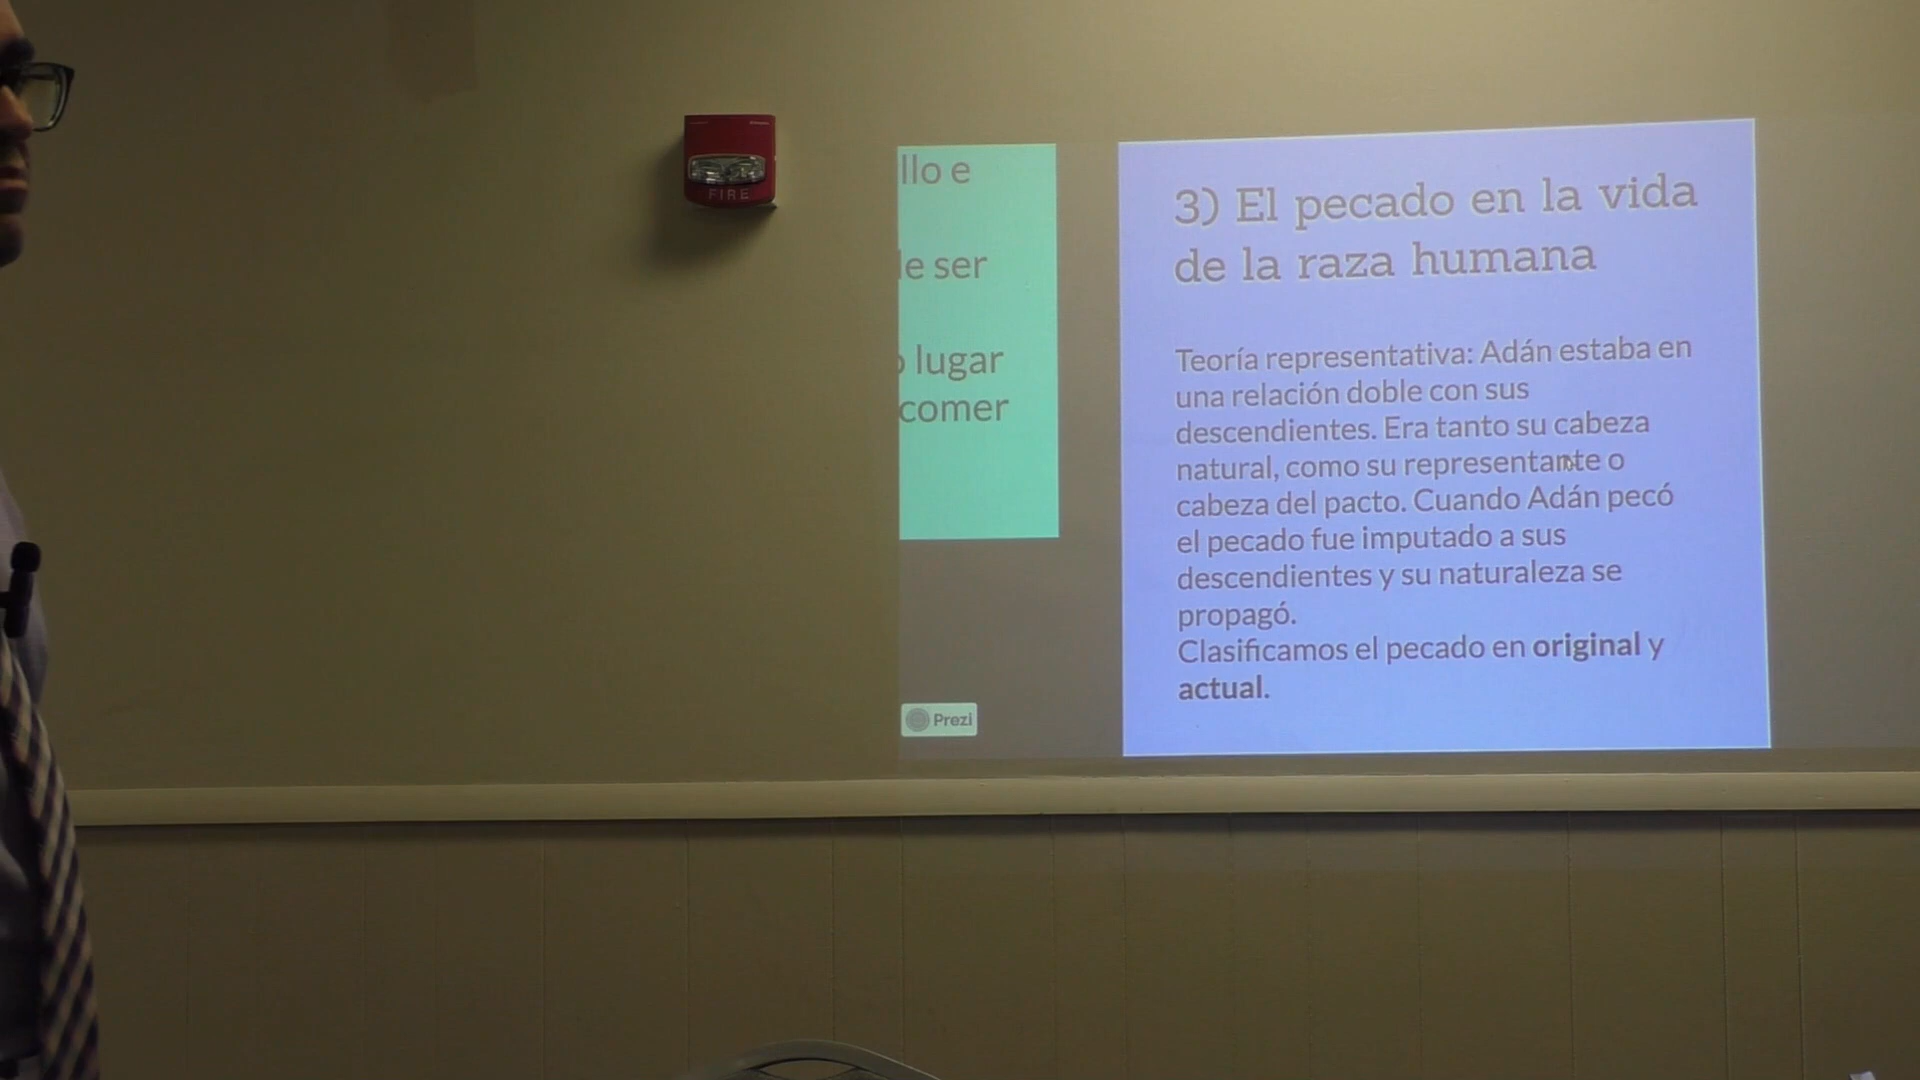 FIRE
llo e
e ser
lugar
comer
Prezi
3) El pecado en la vida
de la raza humana
Teoría representativa: Adán estaba en
una relación doble con sus
descendientes. Era tanto su cabeza
natural, como su representante o
cabeza del pacto. Cuando Adán pecó
el pecado fue imputado a sus
descendientes y su naturaleza se
propagó.
Clasificamos el pecado en original y
actual.